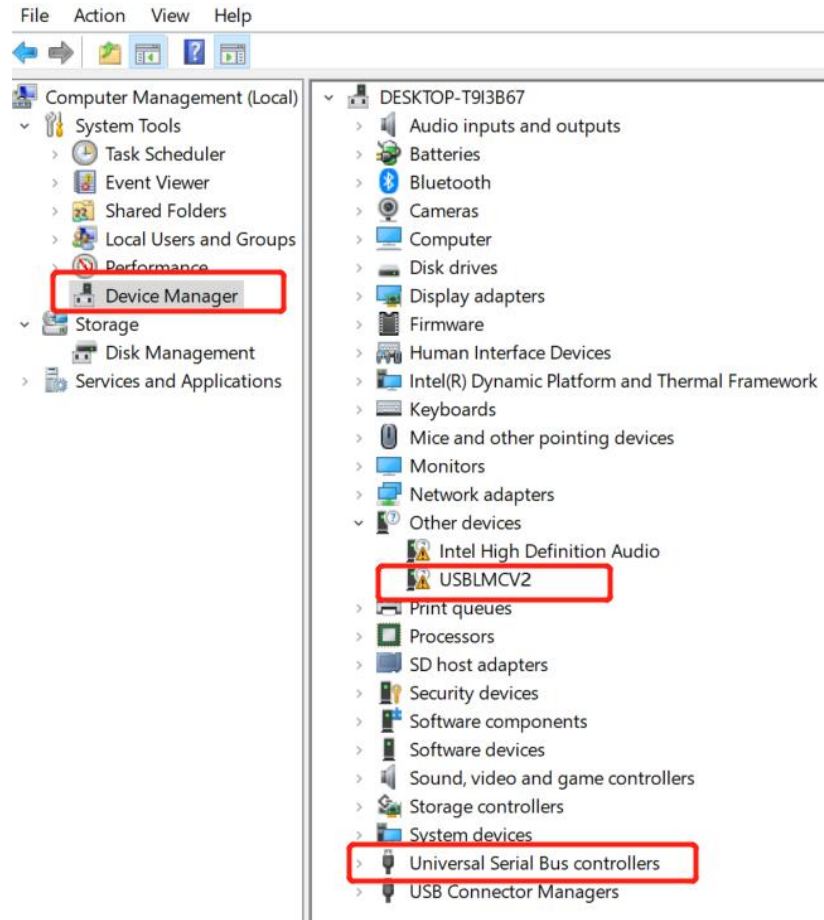 File Action View Help
Computer Management (Local)
System Tools
Task Scheduler
Event Viewer
Shared Folders
Local Users and Groups
Performance
Device Manager
Storage
Disk Management
Services and Applications
DESKTOP-T9I3B67
Audio inputs and outputs
Batteries
Bluetooth
Cameras
Computer
Disk drives
Display adapters
Firmware
Human Interface Devices
Intel(R) Dynamic Platform and Thermal Framework
Keyboards
Mice and other pointing devices
Monitors
Network adapters
Other devices
Intel High Definition Audio
USBLMCV2
Print queues
Processors
SD host adapters
Security devices
Software components
Software devices
Sound, video and game controllers
Storage controllers
System devices
Universal Serial Bus controllers
USB Connector Managers